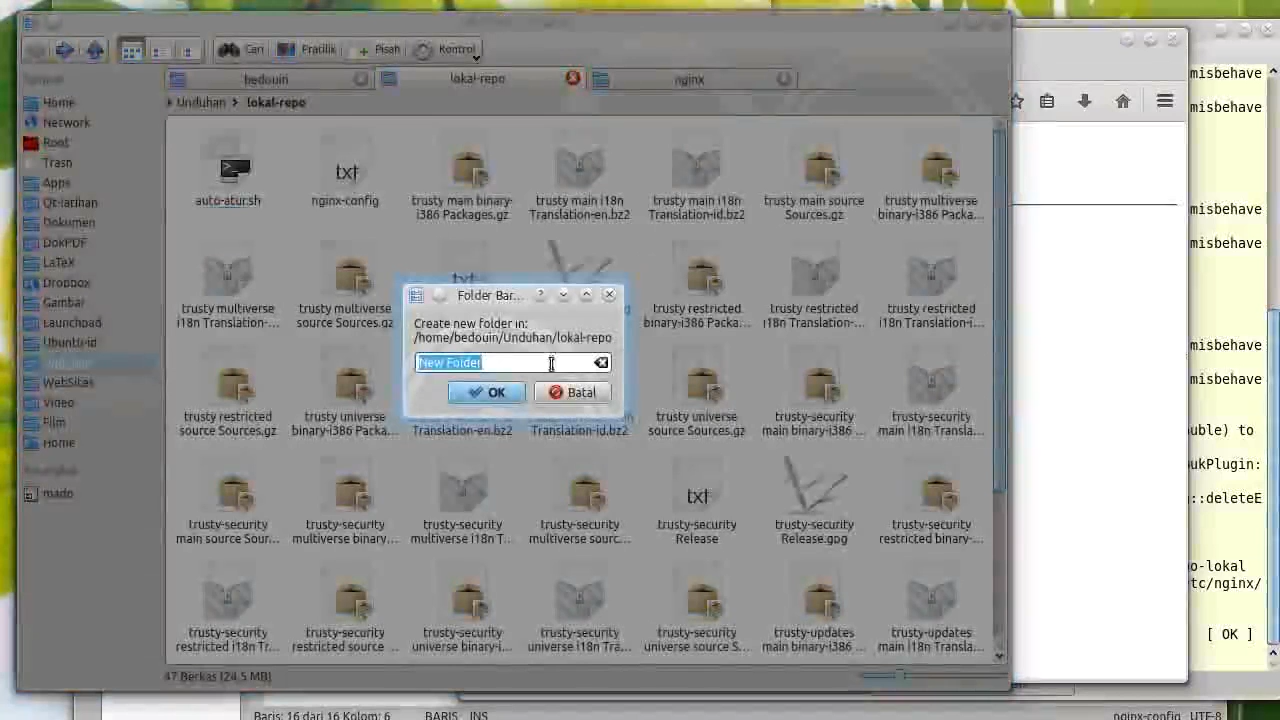 Cari Pratilik Pisah Kontrol
bedouin lokal-repo nginx
Unduhan lokal-repo
Home
Network
Root
Trash
Apps
Qt-latihan
Dokumen
DokPDF
LaTeX
Dropbox
Gambar
Launchpad
Ubuntu-id
WebSitas
Video
Film
Home
mado
auto-atur.sh
nginx-config
trusty main binary-
i386 Packages.gz
trusty main i18n
Translation-en.bz2
trusty main i18n
Translation-id.bz2
trusty main source
Sources.gz
trusty multiverse
binary-i386 Packa...
trusty multiverse
i18n Translation-...
trusty multiverse
source Sources.gz
txt
trusty restricted
binary-i386 Packa...
trusty restricted
i18n Translation-...
trusty restricted
i18n Translation-i...
Folder Bar...
Create new folder in:
/home/bedouin/Unduhan/lokal-repo
New Folder
OK Batal
trusty restricted
source Sources.gz
trusty universe
binary-i386 Packa...
Translation-en.bz2
Translation-id.bz2
trusty universe
source Sources.gz
trusty-security
main binary-i386 ...
trusty-security
main i18n Transla...
trusty-security
main source Sour...
trusty-security
multiverse binary...
trusty-security
multiverse i18n T...
trusty-security
multiverse sourc...
txt
trusty-security
Release
trusty-security
Release.gpg
trusty-security
restricted binary-...
trusty-security
restricted i18n Tr...
trusty-security
restricted source ...
trusty-security
universe binary-i...
trusty-security
universe i18n Tra...
trusty-security
universe source S...
trusty-updates
main binary-i386 ...
trusty-updates
main i18n Transla...
47 Berkas (24,5 MB)
misbehave
misbehave
misbehave
misbehave
misbehave
misbehave
uble) to
ukPlugin:
::deleteE
o-lokal
tc/nginx/
[ OK ]
Baris: 16 dari 16 Kolom: 6 BARIS INS nginx-config UTF-8